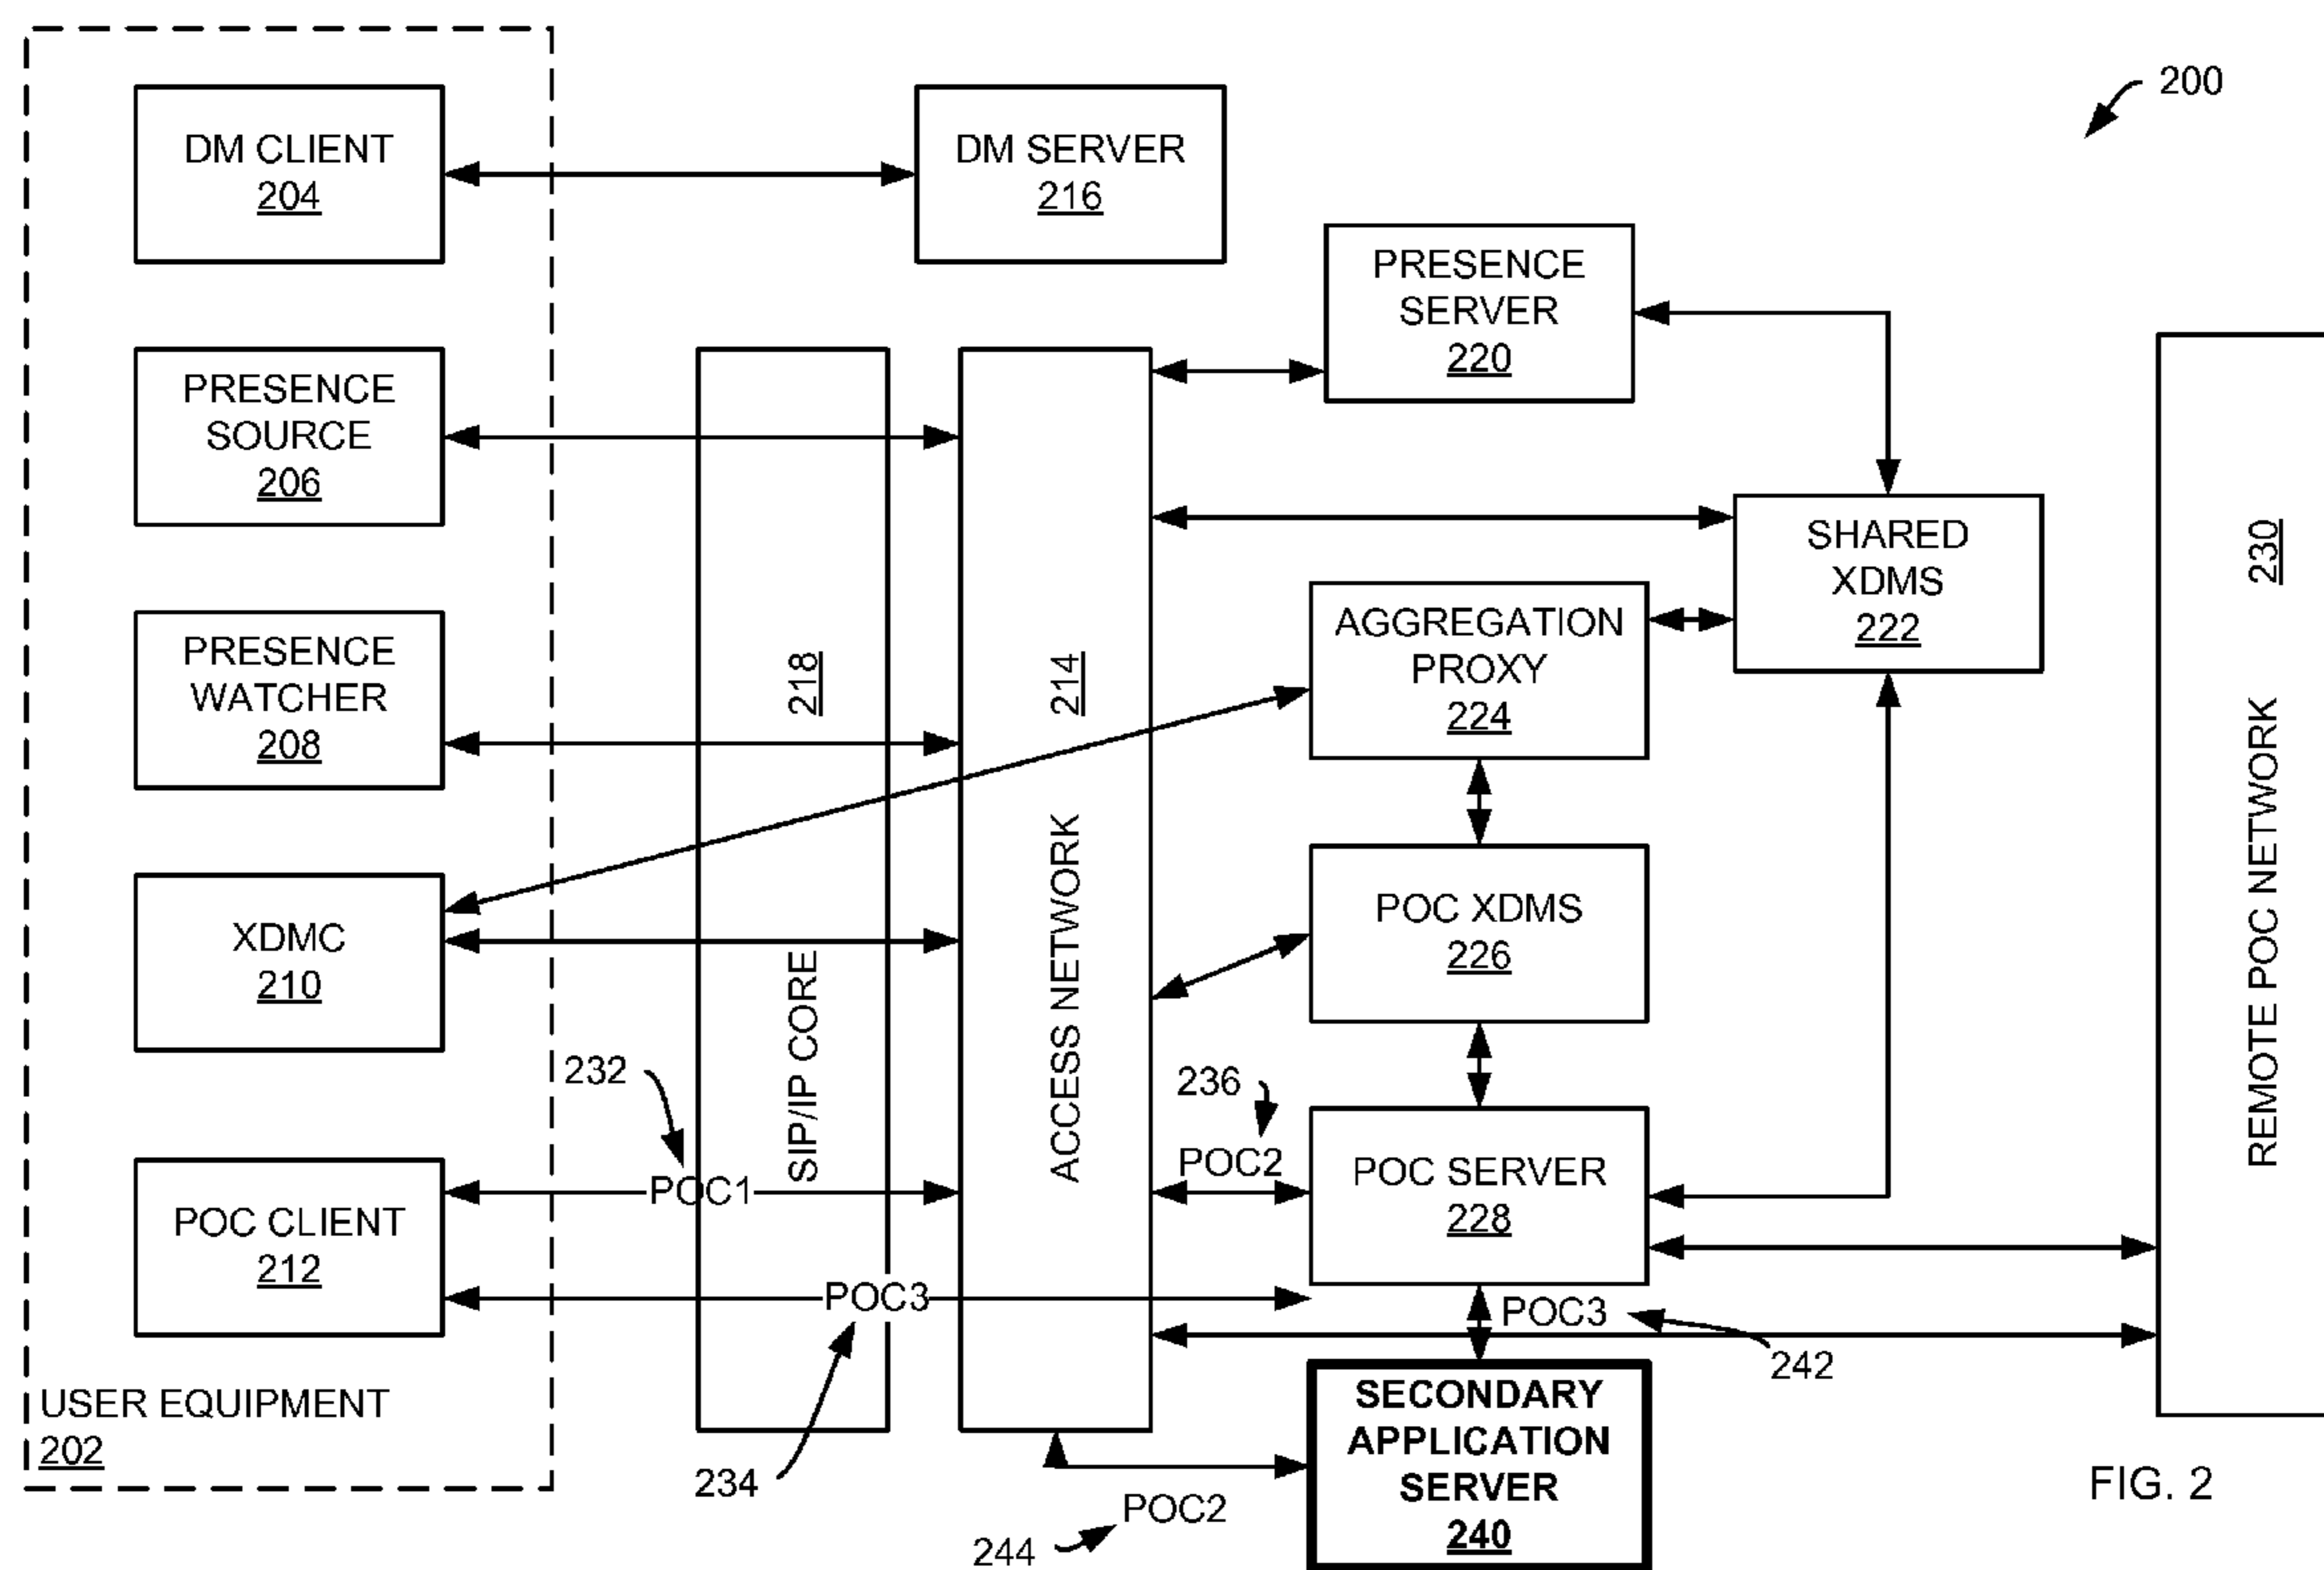 200
DM CLIENT
204
DM SERVER
216
PRESENCE
SERVER
220
PRESENCE
SOURCE
206
SHARED
XDMS
222
230
REMOTE POC NETWORK
PRESENCE
WATCHER
208
218
SIP/IP CORE
214
ACCESS NETWORK
AGGREGATION
PROXY
224
XDMC
210
POC XDMS
226
232
POC1
236
POC2
POC SERVER
228
POC CLIENT
212
POC3
234
POC3
242
USER EQUIPMENT
202
SECONDARY
APPLICATION
SERVER
240
POC2
244
FIG. 2